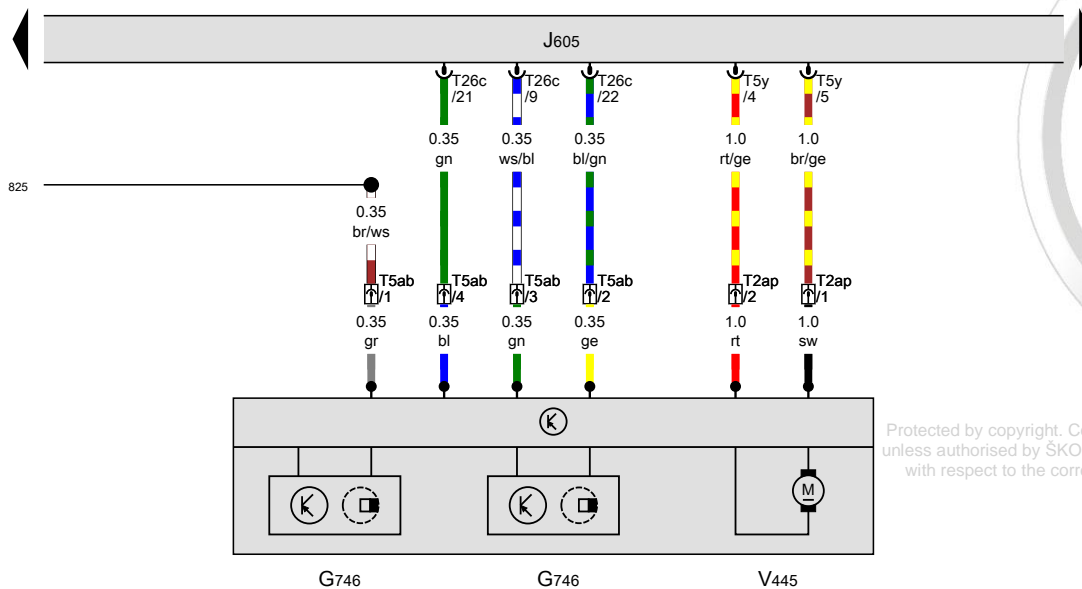 J605
T26c
/21
T26c
/9
T26c
/22
T5y
/4
T5y
/5
0.35
gn
0.35
ws/bl
0.35
bl/gn
1.0
rt/ge
1.0
br/ge
825
0.35
br/ws
T5ab
/1
T5ab
/4
T5ab
/3
T5ab
/2
T2ap
/2
T2ap
/1
0.35
gr
0.35
bl
0.35
gn
0.35
ge
1.0
rt
1.0
sw
Protected by copyright.
unless authorised by
with respect to the
M
G746
G746
V445